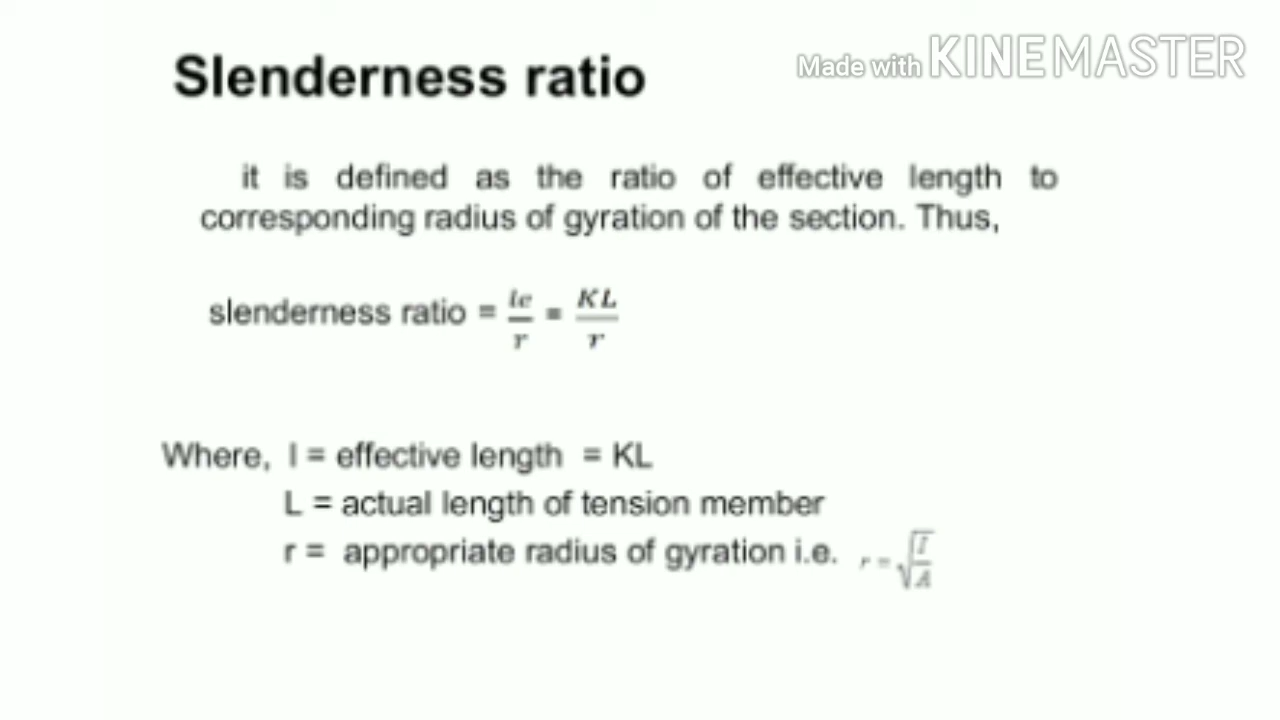 Slenderness ratio
Made with KINEMASTER
it is defined as the ratio of effective length to
corresponding radius of gyration of the section. Thus,
slenderness ratio = le/r = KL/r
Where, l = effective length = KL
L = actual length of tension member
r = appropriate radius of gyration i.e. r = √(I/A)